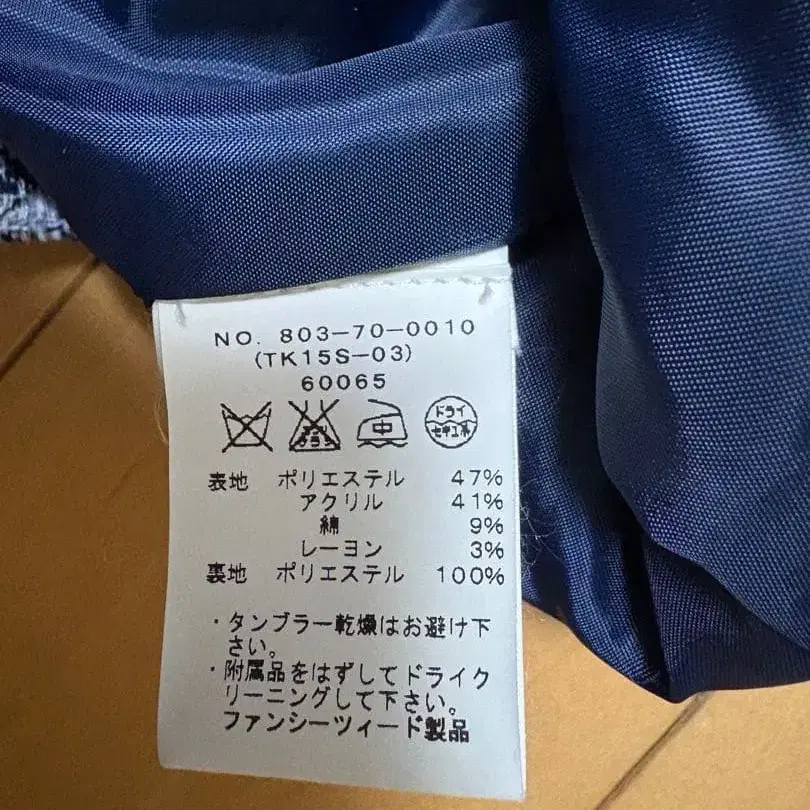 NO. 803-70-0010
(TK15S-03)
60065
中 ドライ
セキユ系
表地 ポリエステル 47%
アクリル 41%
綿 9%
レーヨン 3%
裏地 ポリエステル 100%
・タンブラー乾燥はお避け下
さい。
・附属品をはずしてドライク
リーニングして下さい。
ファンシーツィード製品